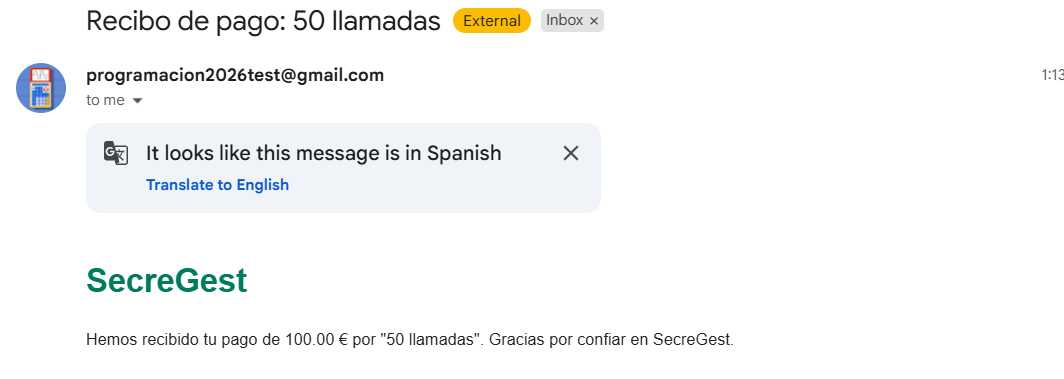 Recibo de pago: 50 llamadas External Inbox ×
programacion2026test@gmail.com
to me
It looks like this message is in Spanish
Translate to English
SecreGest
Hemos recibido tu pago de 100.00 € por "50 llamadas". Gracias por confiar en SecreGest.